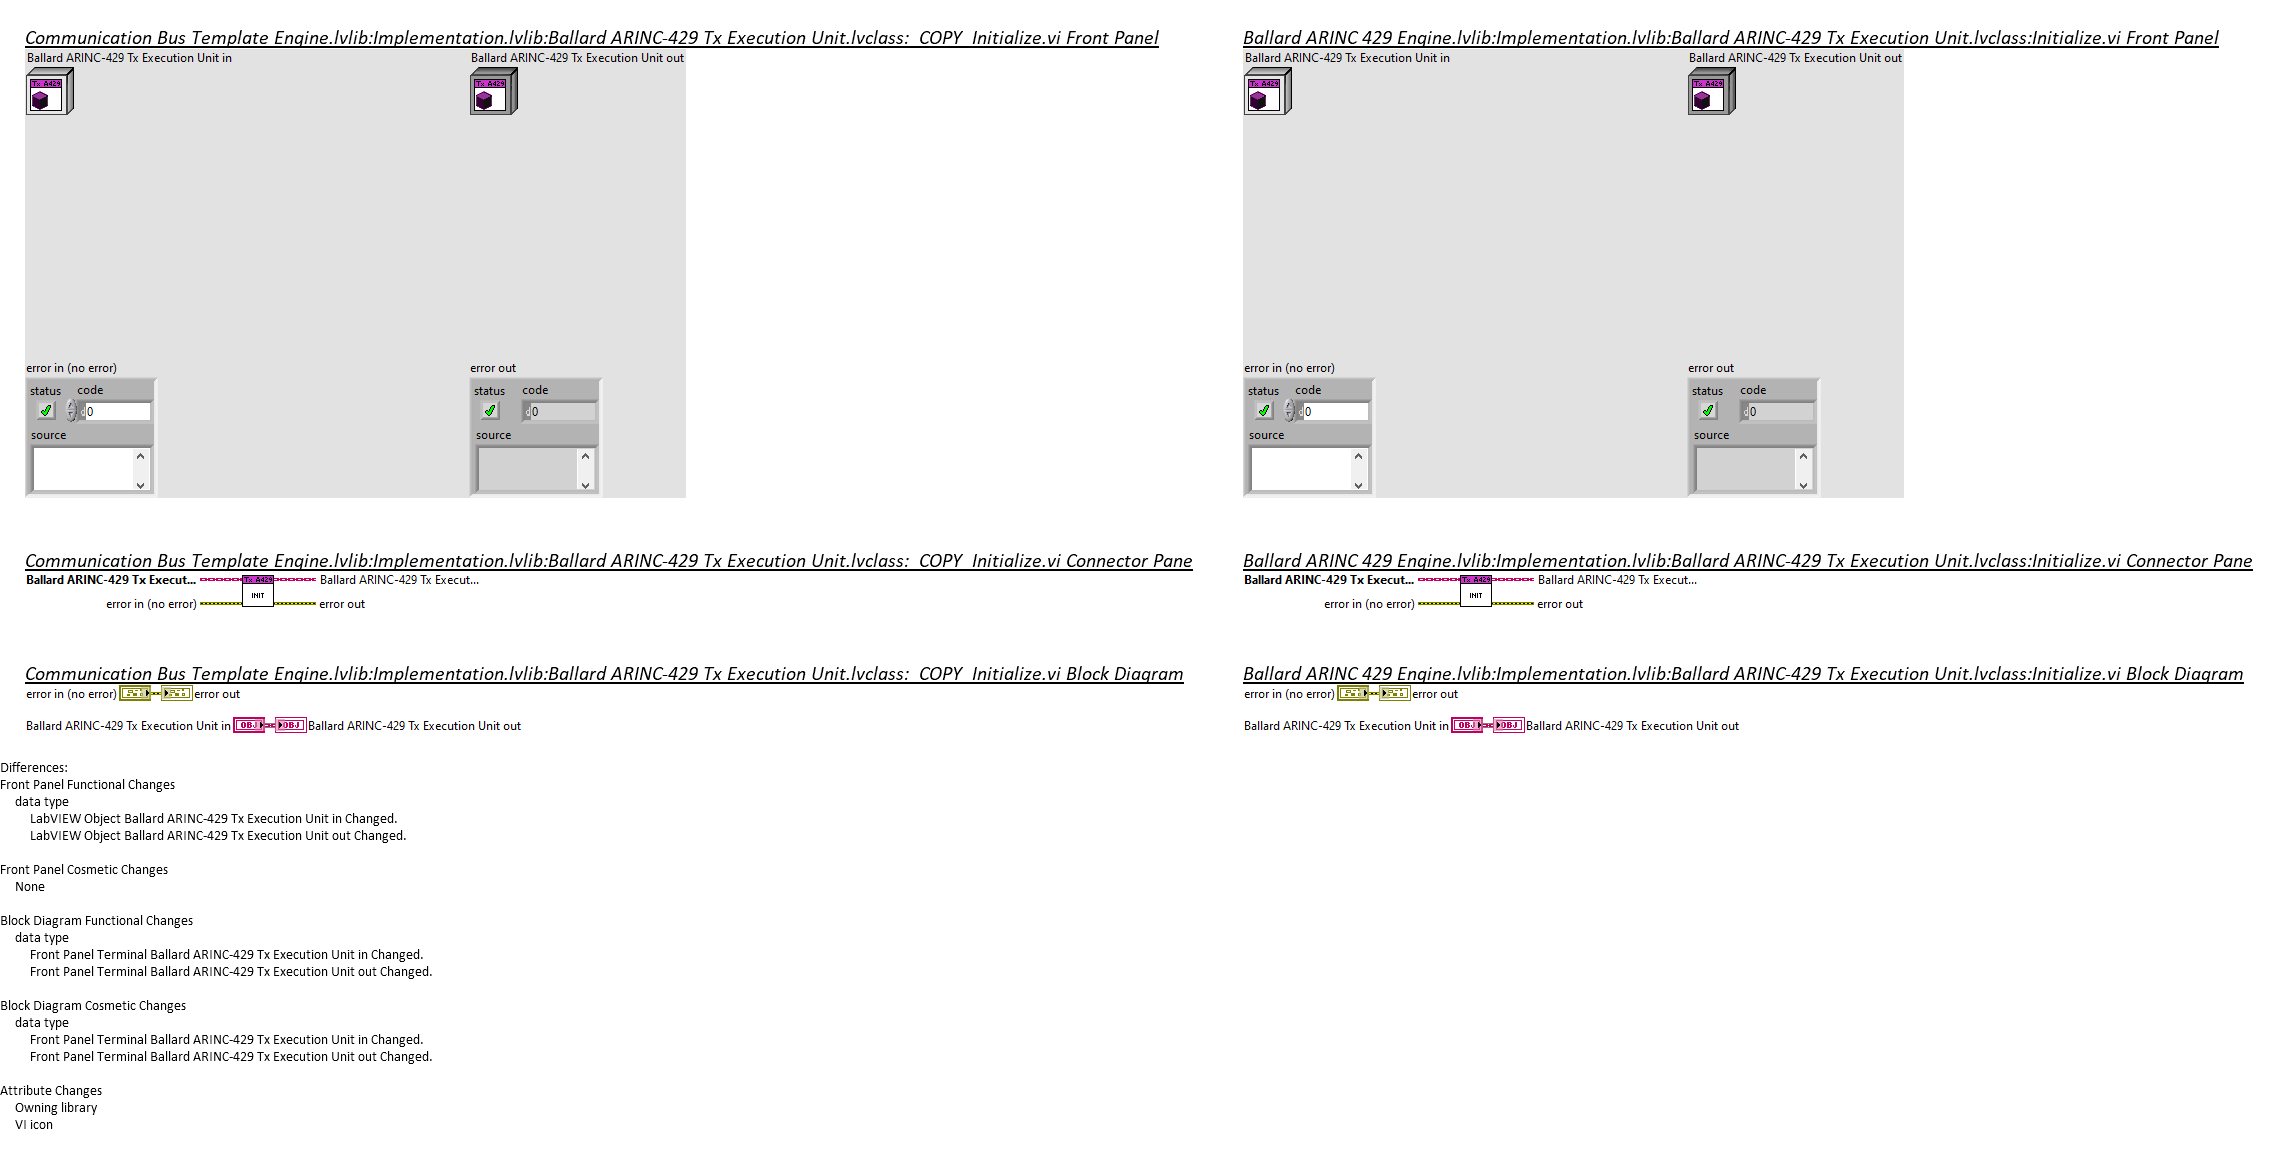 Communication Bus Template Engine.lvlib:Implementation.lvlib:Ballard ARINC-429 Tx Execution Unit.lvclass:  COPY  Initialize.vi Front Panel
Ballard ARINC-429 Tx Execution Unit in
Ballard ARINC-429 Tx Execution Unit out
Tx A429
Tx A429
error in (no error)
error out
status code
status code
d0
d0
source
source
Communication Bus Template Engine.lvlib:Implementation.lvlib:Ballard ARINC-429 Tx Execution Unit.lvclass:  COPY  Initialize.vi Connector Pane
Ballard ARINC-429 Tx Execut...
Tx A429
Ballard ARINC-429 Tx Execut...
INIT
error in (no error)
error out
Communication Bus Template Engine.lvlib:Implementation.lvlib:Ballard ARINC-429 Tx Execution Unit.lvclass:  COPY  Initialize.vi Block Diagram
error in (no error)
error out
Ballard ARINC-429 Tx Execution Unit in
OBJ
OBJ
Ballard ARINC-429 Tx Execution Unit out
Ballard ARINC 429 Engine.lvlib:Implementation.lvlib:Ballard ARINC-429 Tx Execution Unit.lvclass:Initialize.vi Front Panel
Ballard ARINC-429 Tx Execution Unit in
Ballard ARINC-429 Tx Execution Unit out
Tx A429
Tx A429
error in (no error)
error out
status code
status code
d0
d0
source
source
Ballard ARINC 429 Engine.lvlib:Implementation.lvlib:Ballard ARINC-429 Tx Execution Unit.lvclass:Initialize.vi Connector Pane
Ballard ARINC-429 Tx Execut...
Tx A429
Ballard ARINC-429 Tx Execut...
INIT
error in (no error)
error out
Ballard ARINC 429 Engine.lvlib:Implementation.lvlib:Ballard ARINC-429 Tx Execution Unit.lvclass:Initialize.vi Block Diagram
error in (no error)
error out
Ballard ARINC-429 Tx Execution Unit in
OBJ
OBJ
Ballard ARINC-429 Tx Execution Unit out
Differences:
Front Panel Functional Changes
data type
LabVIEW Object Ballard ARINC-429 Tx Execution Unit in Changed.
LabVIEW Object Ballard ARINC-429 Tx Execution Unit out Changed.
Front Panel Cosmetic Changes
None
Block Diagram Functional Changes
data type
Front Panel Terminal Ballard ARINC-429 Tx Execution Unit in Changed.
Front Panel Terminal Ballard ARINC-429 Tx Execution Unit out Changed.
Block Diagram Cosmetic Changes
data type
Front Panel Terminal Ballard ARINC-429 Tx Execution Unit in Changed.
Front Panel Terminal Ballard ARINC-429 Tx Execution Unit out Changed.
Attribute Changes
Owning library
VI icon